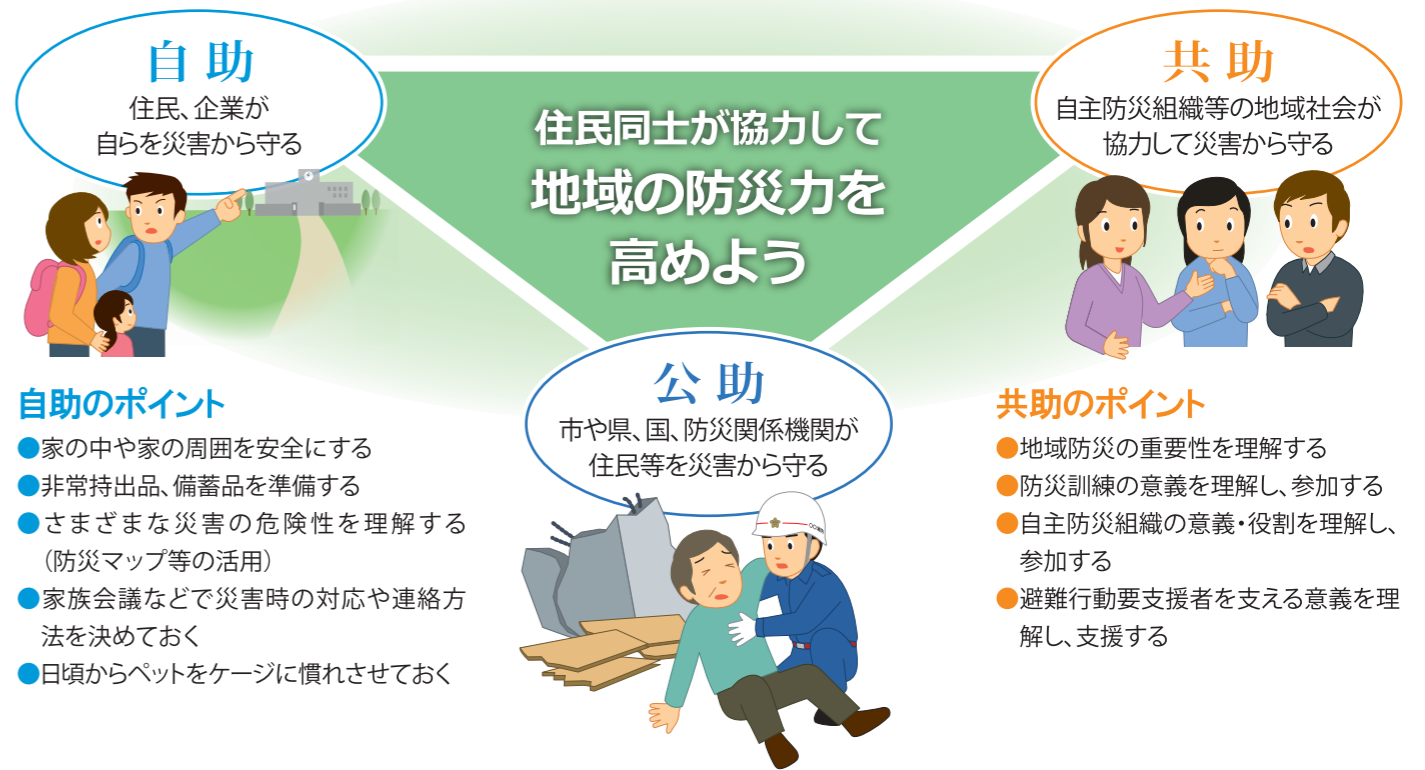 自助
住民、企業が
自らを災害から守る
住民同士が協力して
地域の防災力を
高めよう
共助
自主防災組織等の地域社会が
協力して災害から守る
公助
市や県、国、防災関係機関が
住民等を災害から守る
自助のポイント
●家の中や家の周囲を安全にする
●非常持出品、備蓄品を準備する
●さまざまな災害の危険性を理解する
（防災マップ等の活用）
●家族会議などで災害時の対応や連絡方
法を決めておく
●日頃からペットをケージに慣れさせておく
共助のポイント
●地域防災の重要性を理解する
●防災訓練の意義を理解し、参加する
●自主防災組織の意義・役割を理解し、
参加する
●避難行動要支援者を支える意義を理
解し、支援する